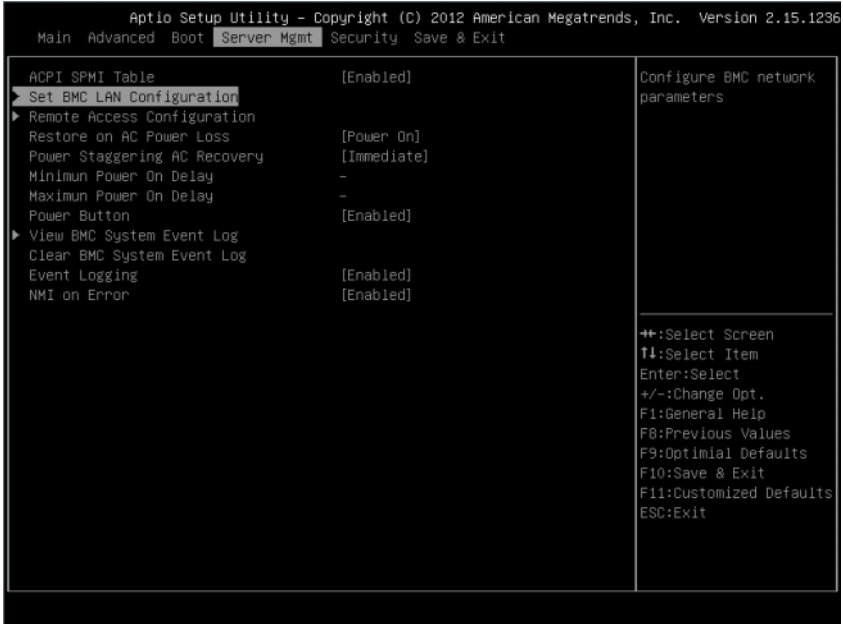 Aptio Setup Utility – Copyright (C) 2012 American Megatrends, Inc. Version 2.15.1236
Main Advanced Boot Server Mgmt Security Save & Exit
ACPI SPMI Table [Enabled]
▶ Set BMC LAN Configuration
▶ Remote Access Configuration
Restore on AC Power Loss [Power On]
Power Staggering AC Recovery [Immediate]
Minimun Power On Delay –
Maximun Power On Delay –
Power Button [Enabled]
▶ View BMC System Event Log
Clear BMC System Event Log
Event Logging [Enabled]
NMI on Error [Enabled]
Configure BMC network
parameters
→←:Select Screen
↑↓:Select Item
Enter:Select
+/-:Change Opt.
F1:General Help
F8:Previous Values
F9:Optimial Defaults
F10:Save & Exit
F11:Customized Defaults
ESC:Exit